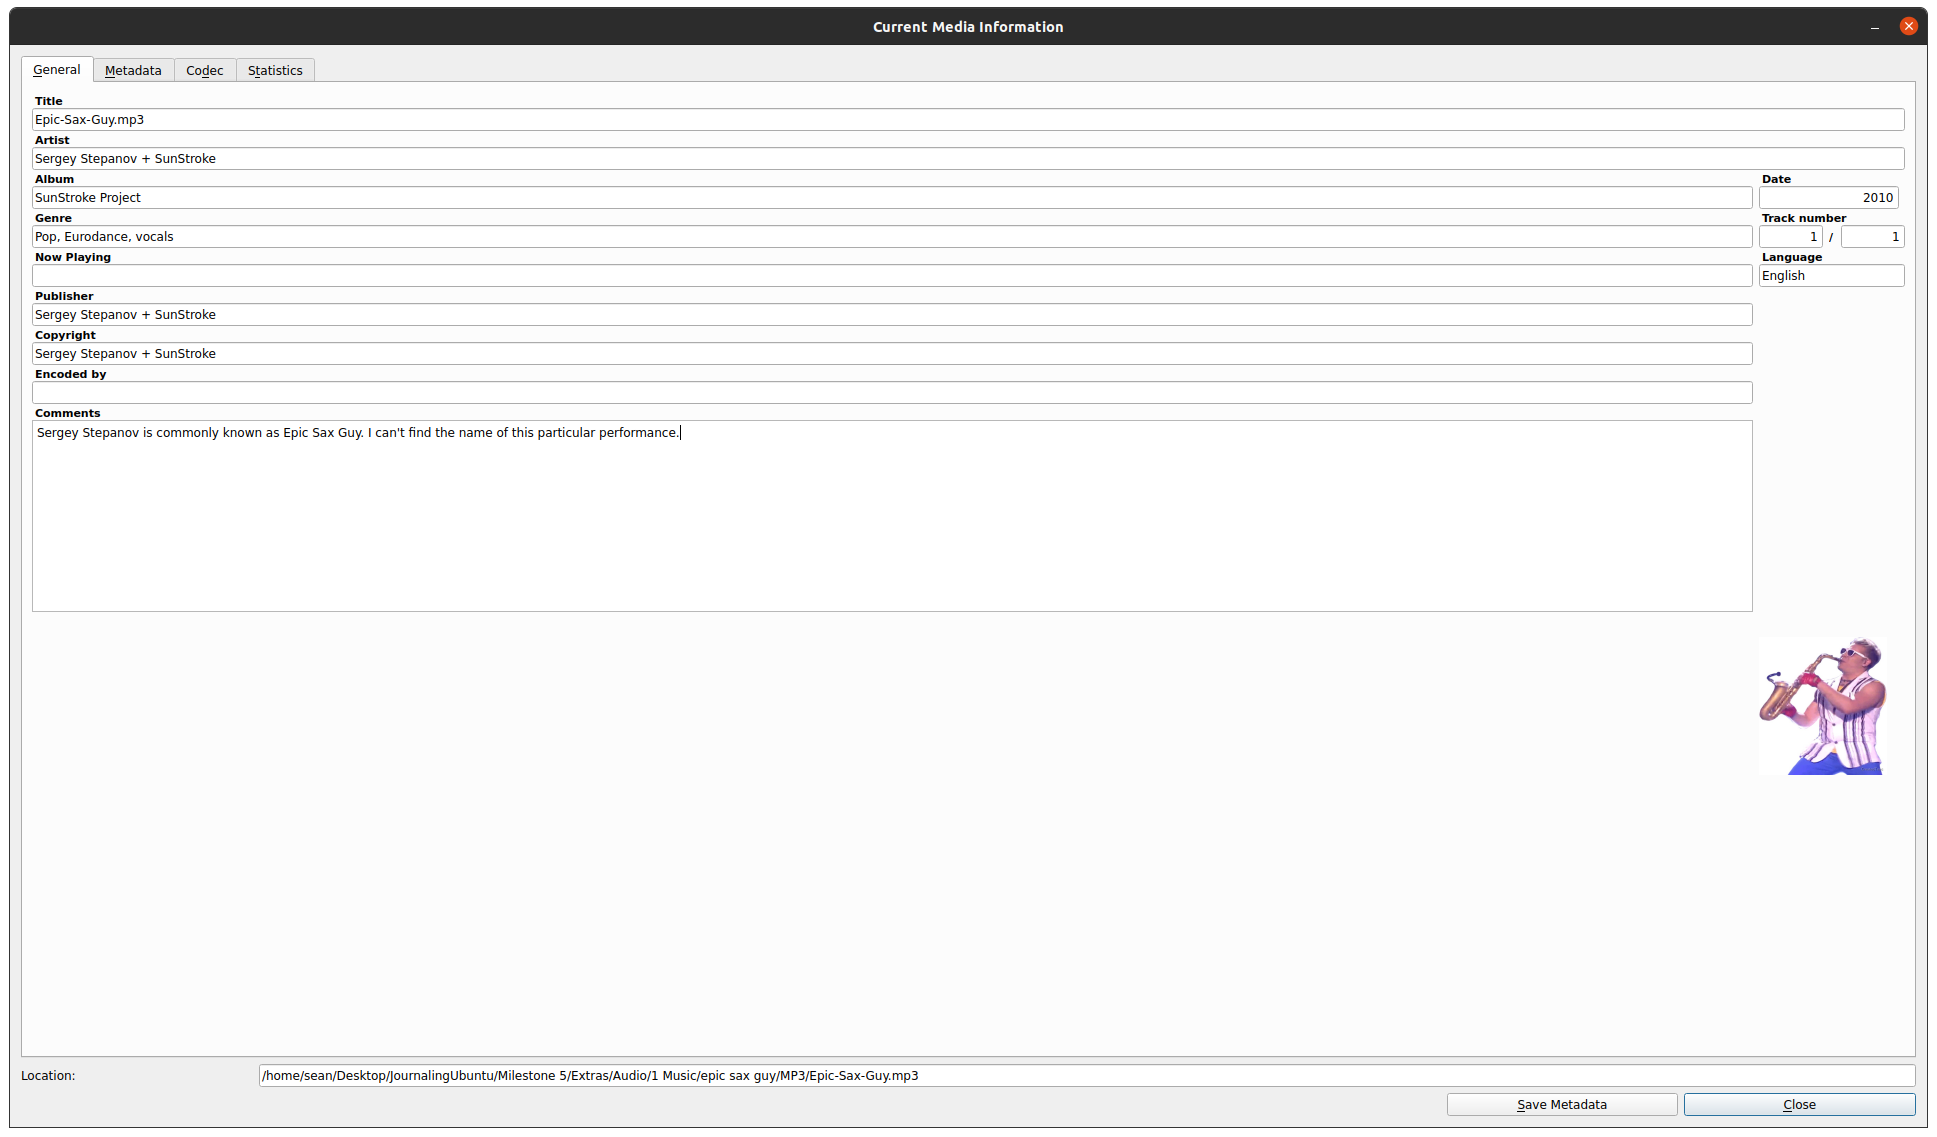 Current Media Information
General Metadata Codec Statistics
Title
Epic-Sax-Guy.mp3
Artist
Sergey Stepanov + SunStroke
Album Date
SunStroke Project 2010
Genre Track number
Pop, Eurodance, vocals 1 / 1
Now Playing Language
English
Publisher
Sergey Stepanov + SunStroke
Copyright
Sergey Stepanov + SunStroke
Encoded by
Comments
Sergey Stepanov is commonly known as Epic Sax Guy. I can't find the name of this particular performance.
Location: /home/sean/Desktop/JournalingUbuntu/Milestone 5/Extras/Audio/1 Music/epic sax guy/MP3/Epic-Sax-Guy.mp3
Save Metadata Close